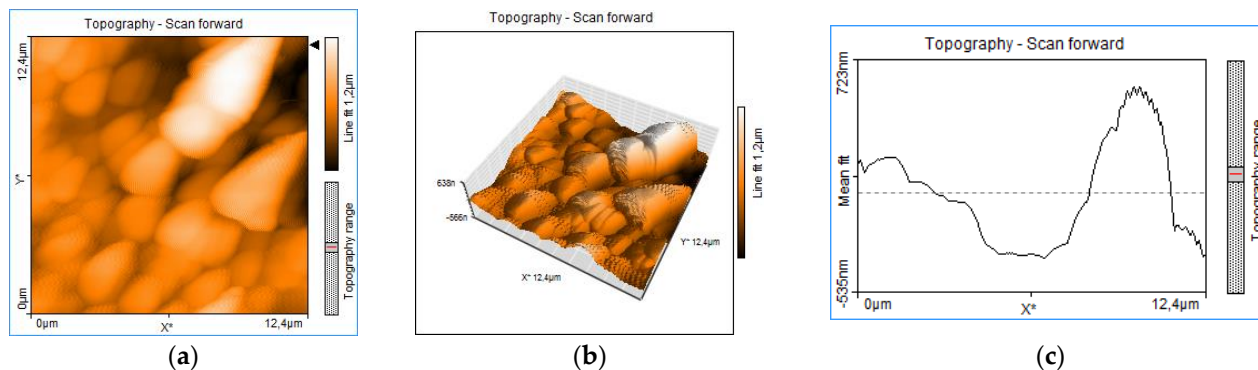 Topography - Scan forward
12,4µm
Y*
0µm
0µm
X*
12,4µm
Line fit 1,2µm
Topography range
(a)
Topography - Scan forward
638n
-566n
X* 12,4µm
Y* 12,4µm
Line fit 1,2µm
(b)
Topography - Scan forward
723nm
Mean fit
-535nm
0µm
X*
12,4µm
Topography range
(c)